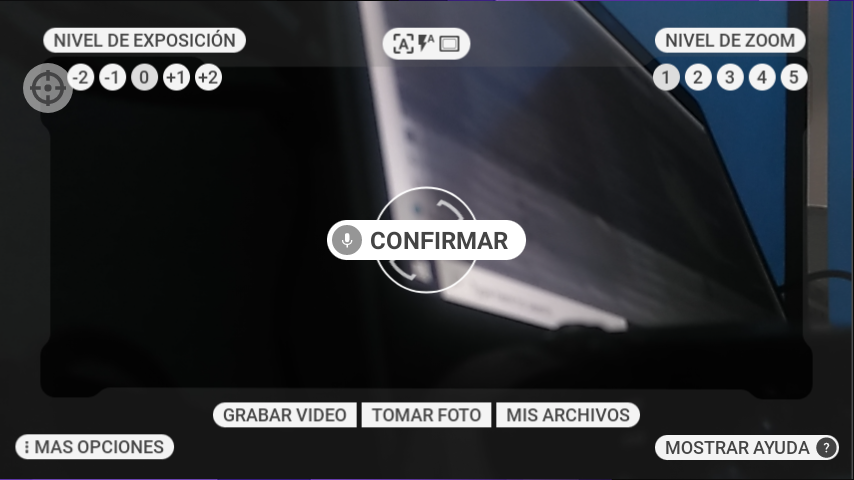 NIVEL DE EXPOSICIÓN
A A
NIVEL DE ZOOM
-2 -1 0 +1 +2
1 2 3 4 5
CONFIRMAR
GRABAR VIDEO
TOMAR FOTO
MIS ARCHIVOS
MAS OPCIONES
MOSTRAR AYUDA ?